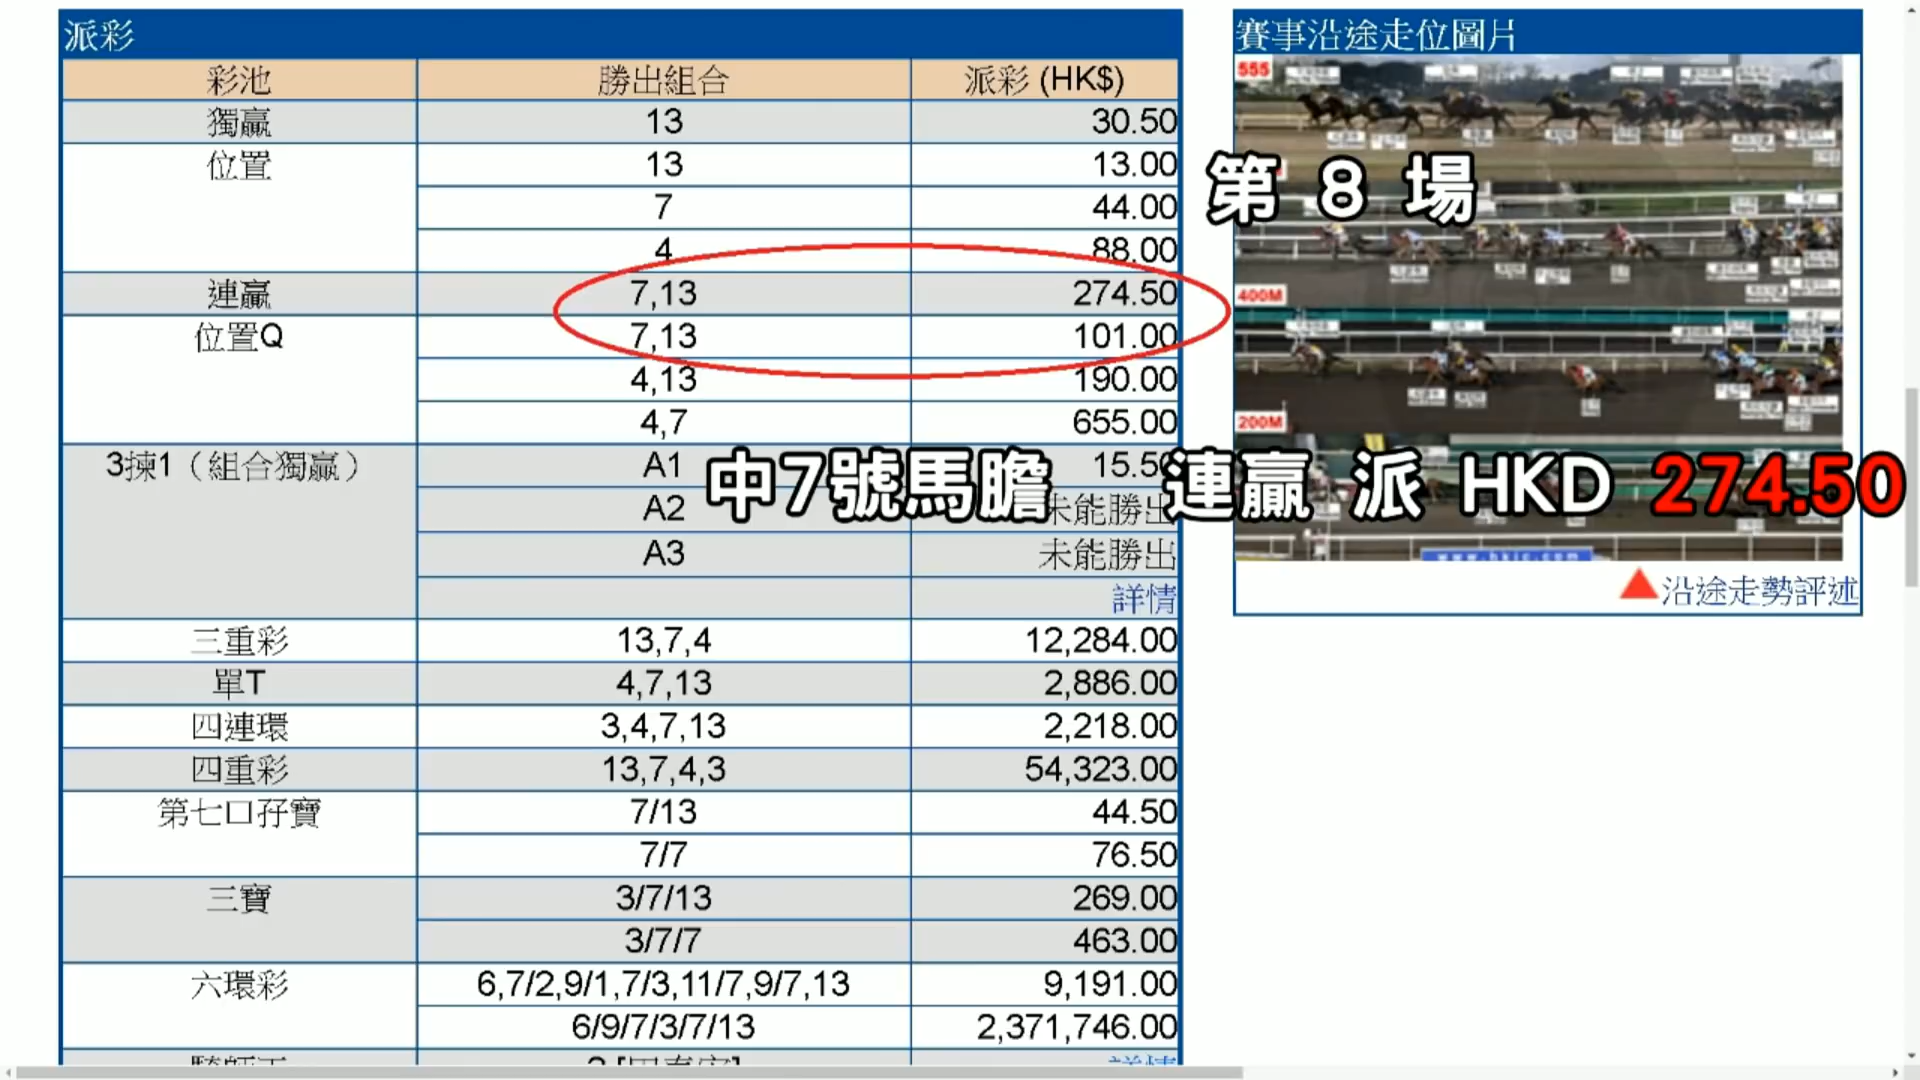 派彩
彩池 勝出組合 派彩 (HK$)
獨贏 13 30.50
位置 13 13.00
7 44.00
4 88.00
連贏 7,13 274.50
位置Q 7,13 101.00
4,13 190.00
4,7 655.00
3揀1（組合獨贏） A1 15.50
A2 未能勝出
A3 未能勝出
詳情
三重彩 13,7,4 12,284.00
單T 4,7,13 2,886.00
四連環 3,4,7,13 2,218.00
四重彩 13,7,4,3 54,323.00
第七口孖寶 7/13 44.50
7/7 76.50
三寶 3/7/13 269.00
3/7/7 463.00
六環彩 6,7/2,9/1,7/3,11/7,9/7,13 9,191.00
6/9/7/3/7/13 2,371,746.00
賽事沿途走位圖片
555
第 8 場
400M
200M
中7號馬膽 連贏 派 HKD 274.50
www.hkjc.com
沿途走勢評述